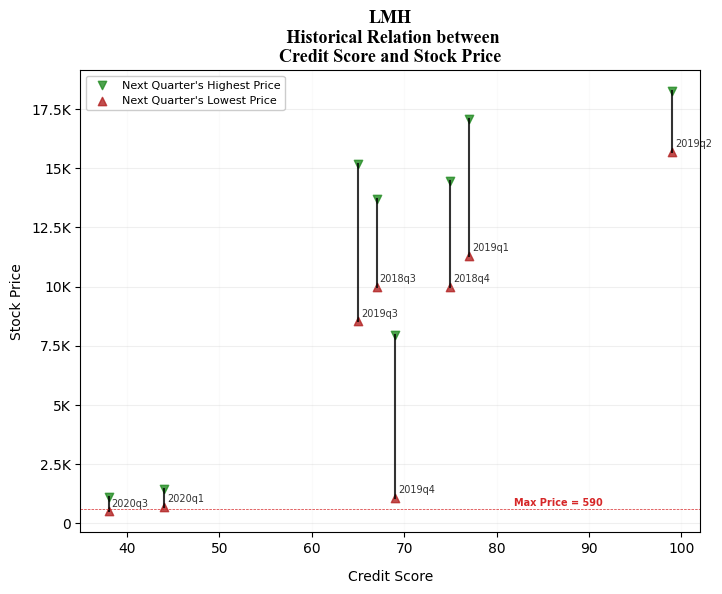 LMH
Historical Relation between
Credit Score and Stock Price
Next Quarter's Highest Price
Next Quarter's Lowest Price
Stock Price
17.5K
15K
12.5K
10K
7.5K
5K
2.5K
0
2019q2
2019q1
2018q3
2018q4
2019q3
2019q4
2020q3
2020q1
Max Price = 590
40
50
60
70
80
90
100
Credit Score